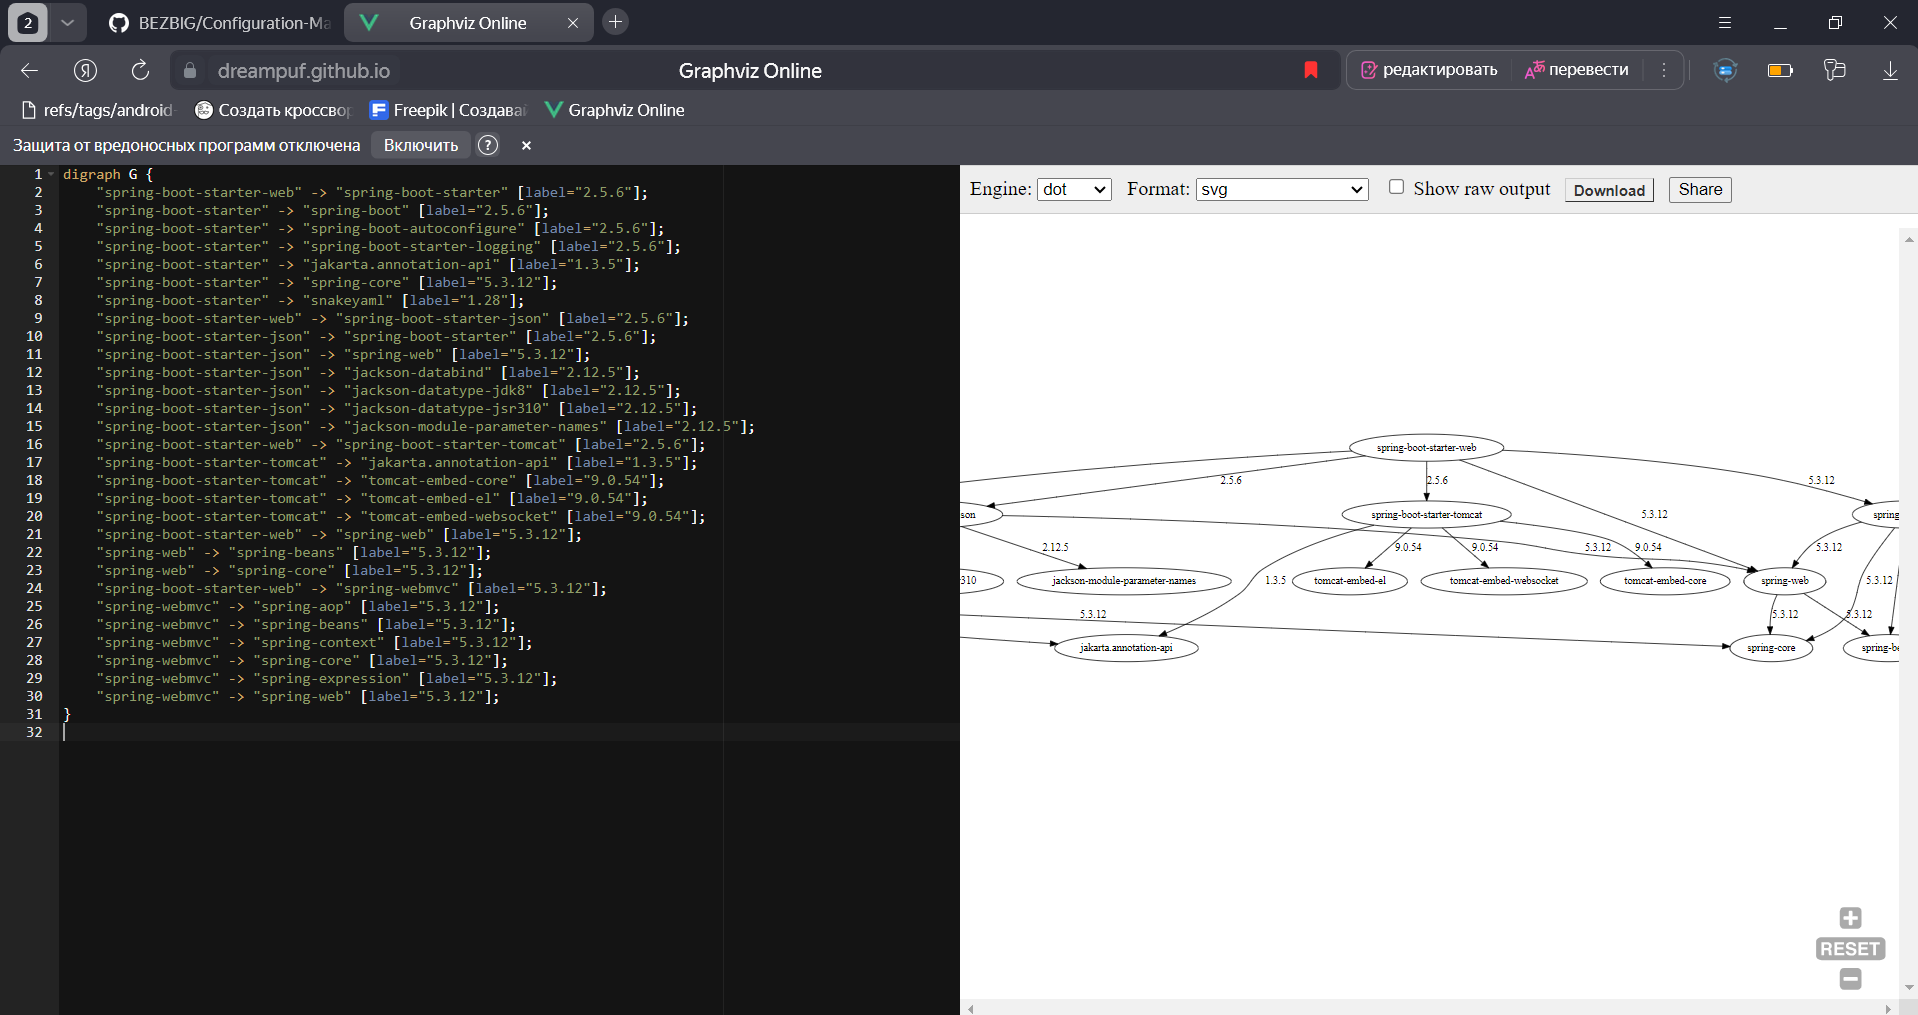 2
BEZBIG/Configuration-Ma
Graphviz Online
dreampuf.github.io
Graphviz Online
редактировать
перевести
refs/tags/android-
Создать кроссвор
Freepik | Создавай
Graphviz Online
Защита от вредоносных программ отключена
Включить
?
1 digraph G {
2 "spring-boot-starter-web" -> "spring-boot-starter" [label="2.5.6"];
3 "spring-boot-starter" -> "spring-boot" [label="2.5.6"];
4 "spring-boot-starter" -> "spring-boot-autoconfigure" [label="2.5.6"];
5 "spring-boot-starter" -> "spring-boot-starter-logging" [label="2.5.6"];
6 "spring-boot-starter" -> "jakarta.annotation-api" [label="1.3.5"];
7 "spring-boot-starter" -> "spring-core" [label="5.3.12"];
8 "spring-boot-starter" -> "snakeyaml" [label="1.28"];
9 "spring-boot-starter-web" -> "spring-boot-starter-json" [label="2.5.6"];
10 "spring-boot-starter-json" -> "spring-boot-starter" [label="2.5.6"];
11 "spring-boot-starter-json" -> "spring-web" [label="5.3.12"];
12 "spring-boot-starter-json" -> "jackson-databind" [label="2.12.5"];
13 "spring-boot-starter-json" -> "jackson-datatype-jdk8" [label="2.12.5"];
14 "spring-boot-starter-json" -> "jackson-datatype-jsr310" [label="2.12.5"];
15 "spring-boot-starter-json" -> "jackson-module-parameter-names" [label="2.12.5"];
16 "spring-boot-starter-web" -> "spring-boot-starter-tomcat" [label="2.5.6"];
17 "spring-boot-starter-tomcat" -> "jakarta.annotation-api" [label="1.3.5"];
18 "spring-boot-starter-tomcat" -> "tomcat-embed-core" [label="9.0.54"];
19 "spring-boot-starter-tomcat" -> "tomcat-embed-el" [label="9.0.54"];
20 "spring-boot-starter-tomcat" -> "tomcat-embed-websocket" [label="9.0.54"];
21 "spring-boot-starter-web" -> "spring-web" [label="5.3.12"];
22 "spring-web" -> "spring-beans" [label="5.3.12"];
23 "spring-web" -> "spring-core" [label="5.3.12"];
24 "spring-boot-starter-web" -> "spring-webmvc" [label="5.3.12"];
25 "spring-webmvc" -> "spring-aop" [label="5.3.12"];
26 "spring-webmvc" -> "spring-beans" [label="5.3.12"];
27 "spring-webmvc" -> "spring-context" [label="5.3.12"];
28 "spring-webmvc" -> "spring-core" [label="5.3.12"];
29 "spring-webmvc" -> "spring-expression" [label="5.3.12"];
30 "spring-webmvc" -> "spring-web" [label="5.3.12"];
31 }
32
Engine: dot Format: svg Show raw output Download Share
spring-boot-starter-web
2.5.6 2.5.6 5.3.12
son spring-boot-starter-tomcat 5.3.12 spring
2.12.5 9.0.54 9.0.54 5.3.12 9.0.54 5.3.12
310 jackson-module-parameter-names 1.3.5 tomcat-embed-el tomcat-embed-websocket tomcat-embed-core spring-web 5.3.12
5.3.12 5.3.12 5.3.12
jakarta.annotation-api spring-core spring-be
RESET